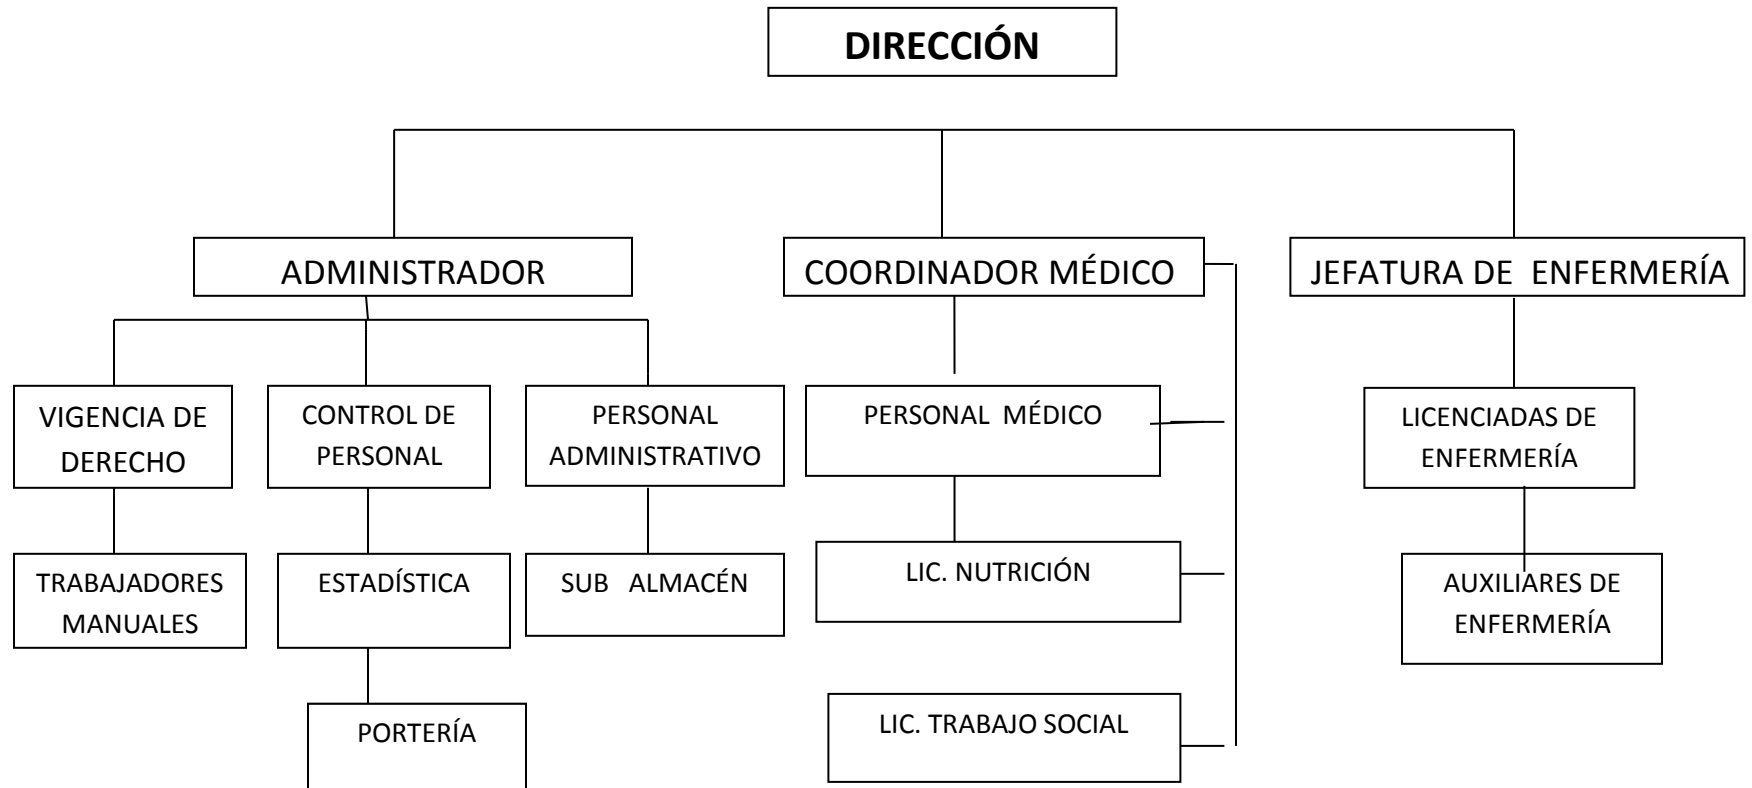 DIRECCIÓN
ADMINISTRADOR
COORDINADOR MÉDICO
JEFATURA DE ENFERMERÍA
VIGENCIA DE
DERECHO
CONTROL DE
PERSONAL
PERSONAL
ADMINISTRATIVO
PERSONAL MÉDICO
LICENCIADAS DE
ENFERMERÍA
TRABAJADORES
MANUALES
ESTADÍSTICA
SUB ALMACÉN
LIC. NUTRICIÓN
AUXILIARES DE
ENFERMERÍA
PORTERÍA
LIC. TRABAJO SOCIAL